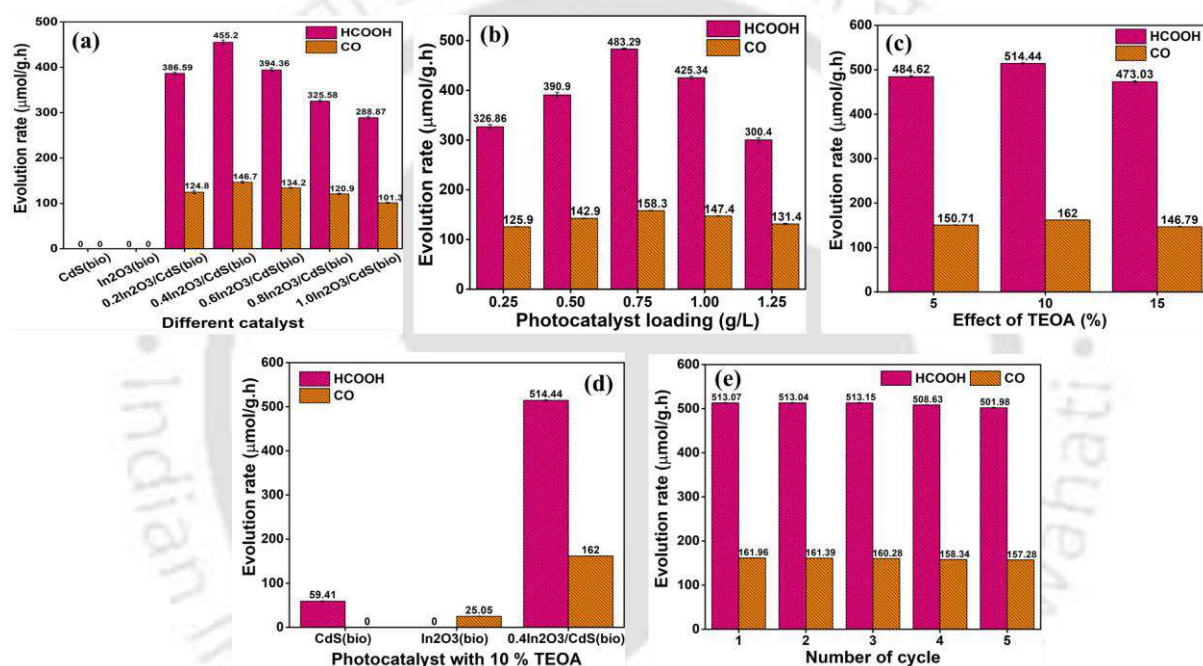 (a)
HCOOH
CO
Evolution rate (μmol/g.h)
500
400
300
200
100
0
0 0
0 0
386.59
124.8
455.2
146.7
394.36
134.2
325.58
120.9
288.87
101.3
CdS(bio)
In2O3(bio)
0.2In2O3/CdS(bio)
0.4In2O3/CdS(bio)
0.6In2O3/CdS(bio)
0.8In2O3/CdS(bio)
1.0In2O3/CdS(bio)
Different catalyst
(b)
HCOOH
CO
Evolution rate (μmol/g.h)
500
400
300
200
100
0
326.86
125.9
390.9
142.9
483.29
158.3
425.34
147.4
300.4
131.4
0.25 0.50 0.75 1.00 1.25
Photocatalyst loading (g/L)
(c)
HCOOH
CO
Evolution rate (μmol/g.h)
600
500
400
300
200
100
0
484.62
150.71
514.44
162
473.03
146.79
5 10 15
Effect of TEOA (%)
(d)
HCOOH
CO
Evolution rate (μmol/g.h)
600
500
400
300
200
100
0
59.41
0
0
25.05
514.44
162
CdS(bio) In2O3(bio) 0.4In2O3/CdS(bio)
Photocatalyst with 10 % TEOA
(e)
HCOOH CO
Evolution rate (μmol/g.h)
600
500
400
300
200
100
0
513.07
161.96
513.04
161.39
513.15
160.28
508.63
158.34
501.98
157.28
1 2 3 4 5
Number of cycle
Indian I
wahati